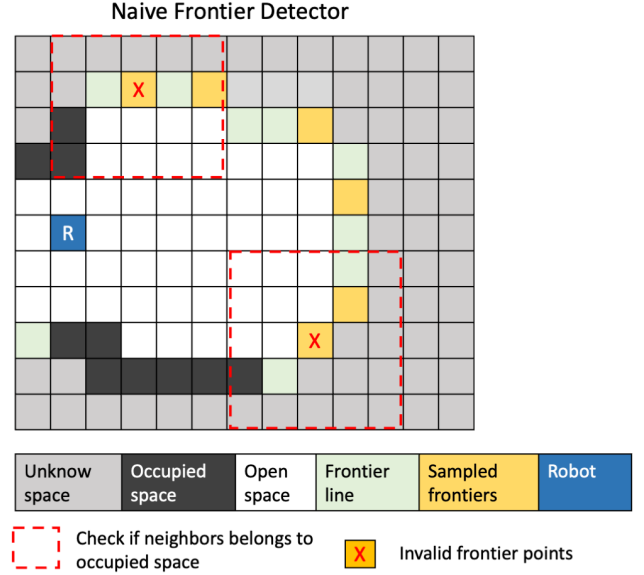 Naive Frontier Detector
X
R
X
Unknow
space
Occupied
space
Open
space
Frontier
line
Sampled
frontiers
Robot
Check if neighbors belongs to
occupied space
X
Invalid frontier points